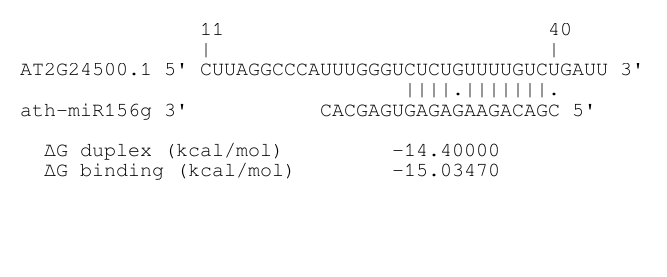 11 40
| |
AT2G24500.1 5' CUUAGGCCCAUUUGGGUCUCUGUUUUGUCUGAUU 3'
||||.|||||||.
ath-miR156g 3' CACGAGUGAGAGAAGACAGC 5'
ΔG duplex (kcal/mol) -14.40000
ΔG binding (kcal/mol) -15.03470